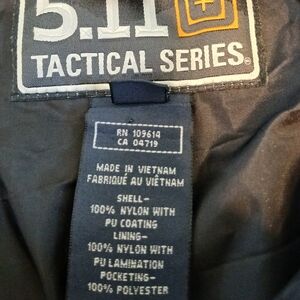 5.11
TACTICAL SERIES®
RN 109614
CA 04719
MADE IN VIETNAM
FABRIQUÉ AU VIÊTNAM
SHELL-
100% NYLON WITH
PU COATING
LINING-
100% NYLON WITH
PU LAMINATION
POCKETING-
100% POLYESTER